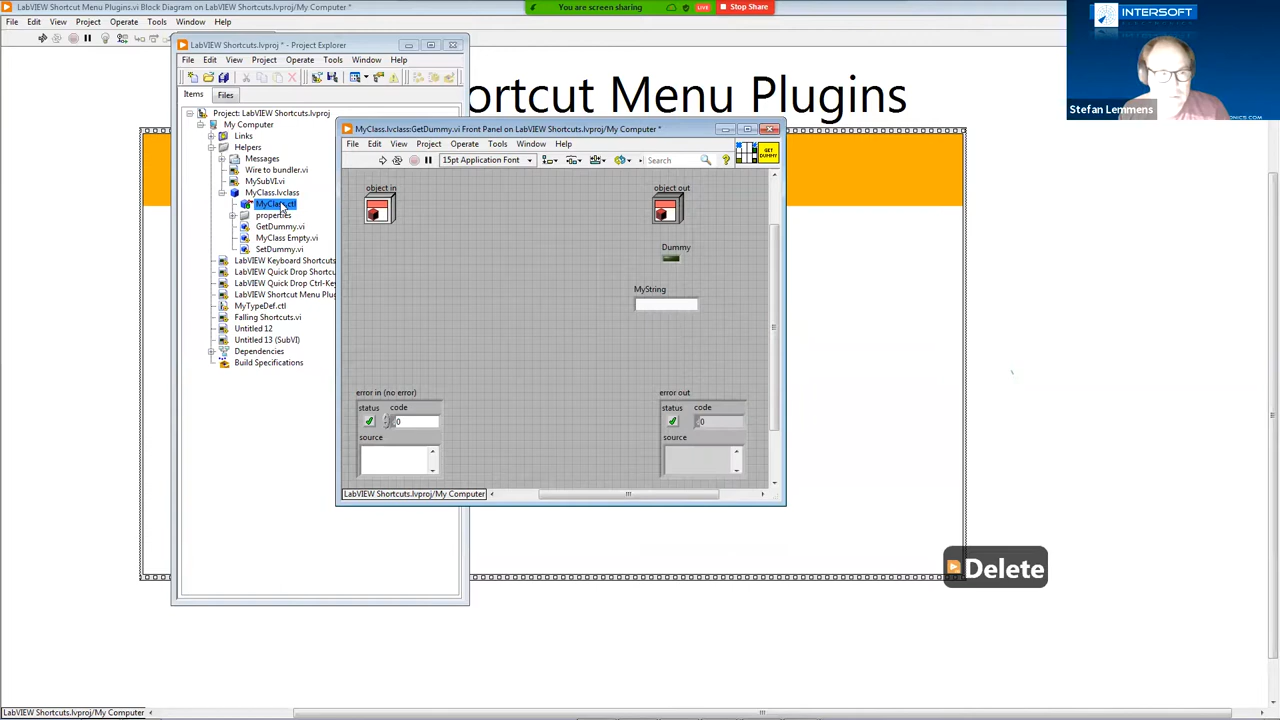 LabVIEW Shortcut Menu Plugins.vi Block Diagram on LabVIEW Shortcuts.lvproj/My Computer *
File Edit View Project Operate Tools Window Help
You are screen sharing LIVE Stop Share
INTERSOFT
Stefan Lemmens
ortcut Menu Plugins
LabVIEW Shortcuts.lvproj * - Project Explorer
File Edit View Project Operate Tools Window Help
Items Files
Project: LabVIEW Shortcuts.lvproj
My Computer
Links
Helpers
Messages
Wire to bundler.vi
MySubVI.vi
MyClass.lvclass
MyClass.ctl
properties
GetDummy.vi
MyClass Empty.vi
SetDummy.vi
LabVIEW Keyboard Shortcuts
LabVIEW Quick Drop Shortcu
LabVIEW Quick Drop Ctrl-Key
LabVIEW Shortcut Menu Plug
MyTypeDef.ctl
Falling Shortcuts.vi
Untitled 12
Untitled 13 (SubVI)
Dependencies
Build Specifications
MyClass.lvclass:GetDummy.vi Front Panel on LabVIEW Shortcuts.lvproj/My Computer *
File Edit View Project Operate Tools Window Help
15pt Application Font Search ? GET DUMMY
object in
object out
Dummy
MyString
error in (no error)
status code
0
source
error out
status code
0
source
LabVIEW Shortcuts.lvproj/My Computer
Delete
LabVIEW Shortcuts.lvproj/My Computer